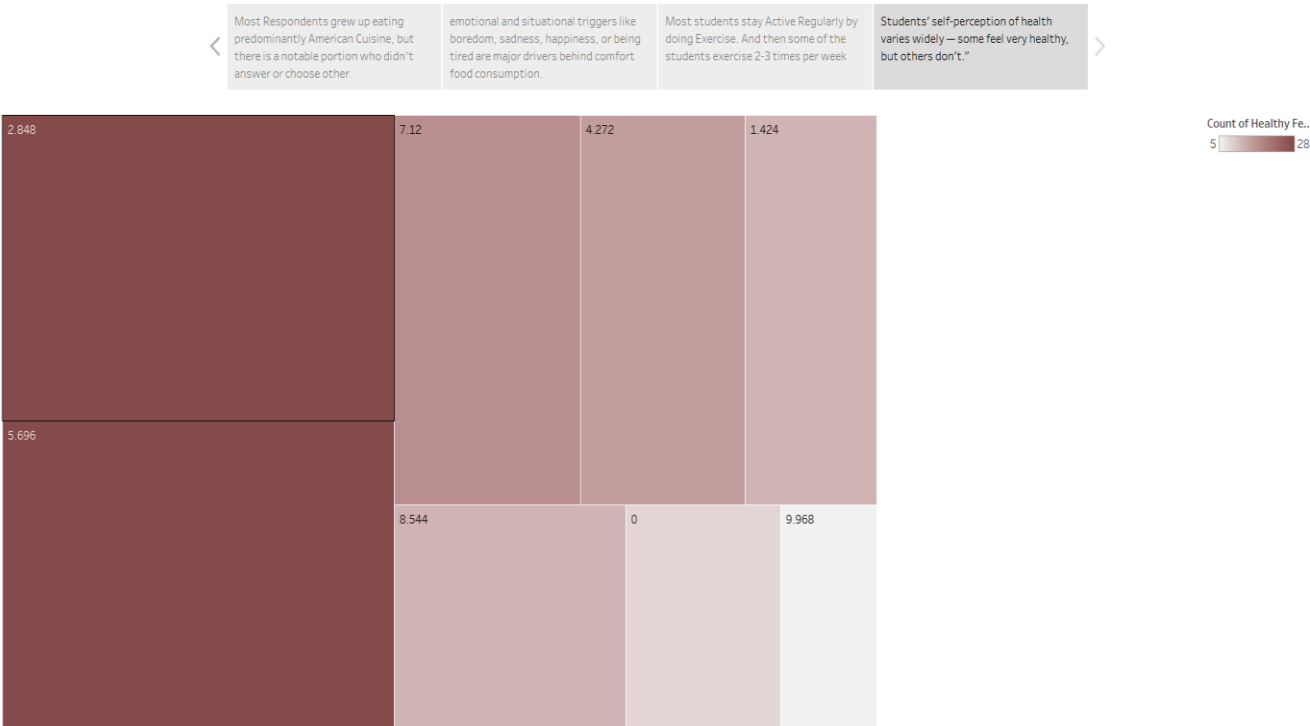 Most Respondents grew up eating
predominantly American Cuisine, but
there is a notable portion who didn't
answer or choose other.
emotional and situational triggers like
boredom, sadness, happiness, or being
tired are major drivers behind comfort
food consumption.
Most students stay Active Regularly by
doing Exercise. And then some of the
students exercise 2-3 times per week
Students' self-perception of health
varies widely — some feel very healthy,
but others don't."
Count of Healthy Fe..
5 28
2.848
7.12
4.272
1.424
5.696
8.544
0
9.968